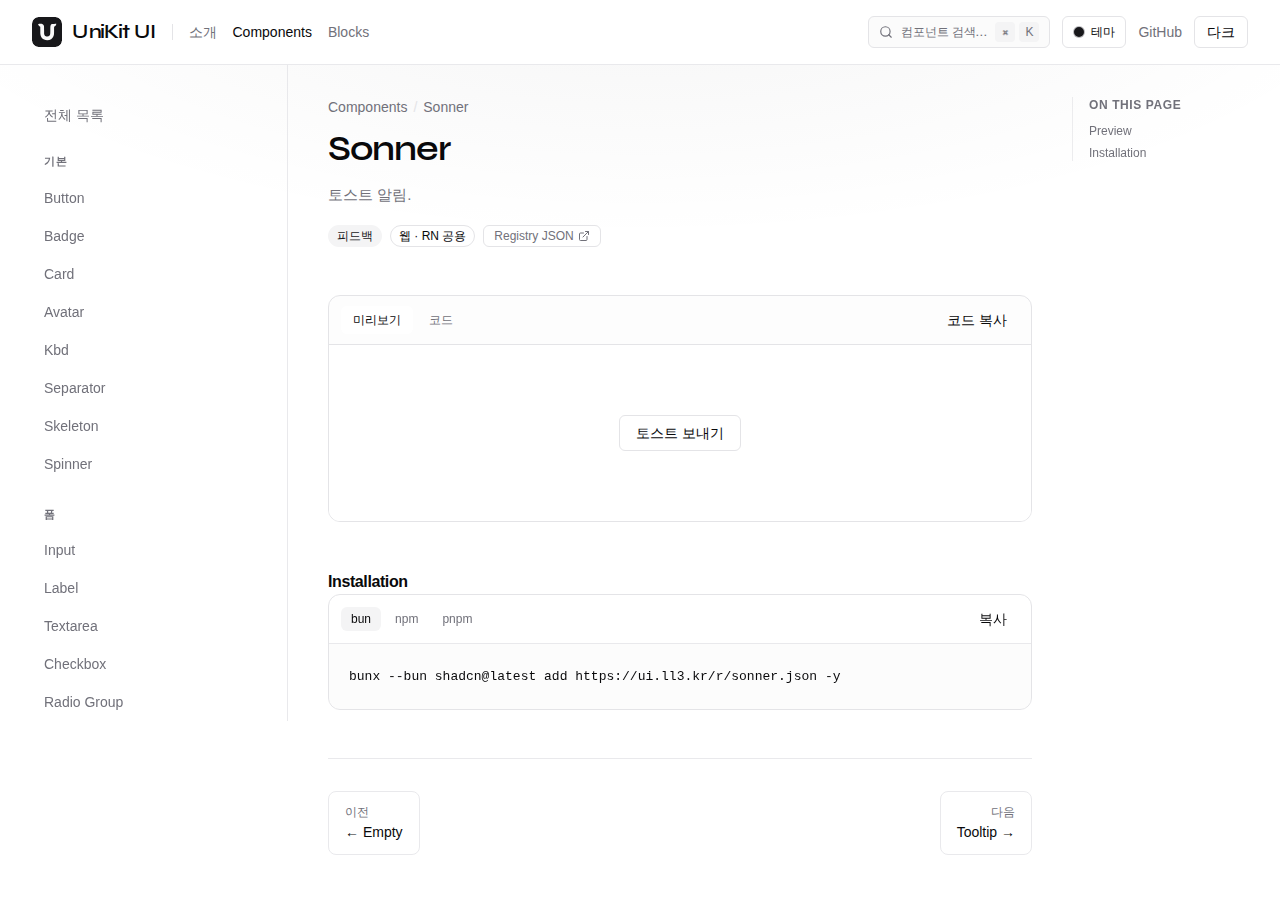 UniKit UI
소개
Components
Blocks
컴포넌트 검색…
⌘ K
테마
GitHub
다크
전체 목록
기본
Button
Badge
Card
Avatar
Kbd
Separator
Skeleton
Spinner
폼
Input
Label
Textarea
Checkbox
Radio Group
Components / Sonner
Sonner
토스트 알림.
피드백
웹 · RN 공용
Registry JSON
미리보기
코드
코드 복사
토스트 보내기
Installation
bun
npm
pnpm
복사
bunx --bun shadcn@latest add https://ui.ll3.kr/r/sonner.json -y
이전
← Empty
다음
Tooltip →
ON THIS PAGE
Preview
Installation